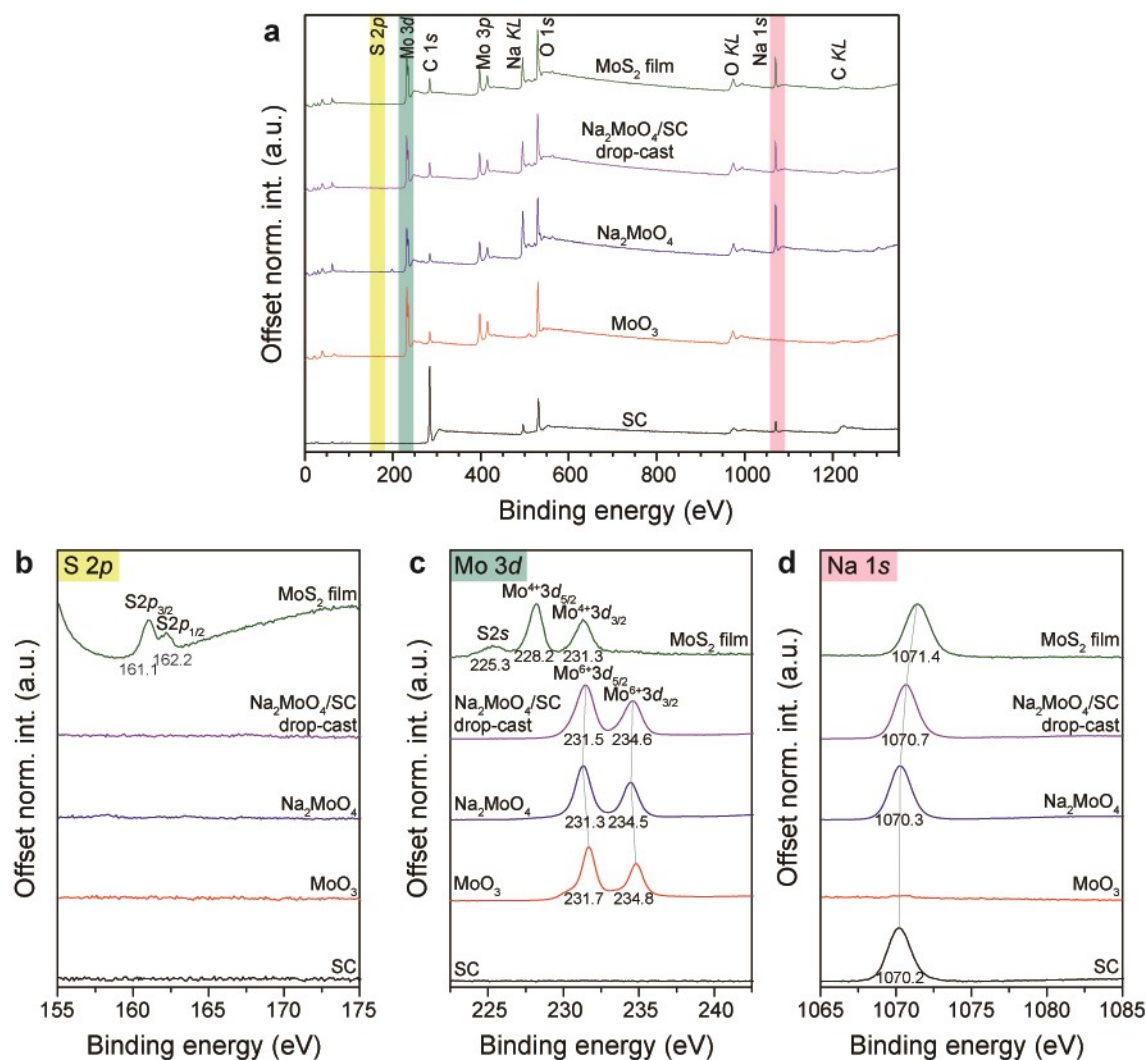 a
S 2p
Mo 3d
C 1s
Mo 3p
Na KL
O 1s
O KL
Na 1s
C KL
MoS₂ film
Na₂MoO₄/SC
drop-cast
Na₂MoO₄
MoO₃
SC
Offset norm. int. (a.u.)
0 200 400 600 800 1000 1200
Binding energy (eV)
b
S 2p
MoS₂ film
S2p₃/₂
S2p₁/₂
161.1
162.2
Na₂MoO₄/SC
drop-cast
Na₂MoO₄
MoO₃
SC
Offset norm. int. (a.u.)
155 160 165 170 175
Binding energy (eV)
c
Mo 3d
Mo⁴⁺3d₅/₂
Mo⁴⁺3d₃/₂
S2s
MoS₂ film
225.3
228.2
231.3
Mo⁶⁺3d₅/₂
Mo⁶⁺3d₃/₂
Na₂MoO₄/SC
drop-cast
231.5
234.6
Na₂MoO₄
231.3
234.5
MoO₃
231.7
234.8
SC
Offset norm. int. (a.u.)
225 230 235 240
Binding energy (eV)
d
Na 1s
MoS₂ film
1071.4
Na₂MoO₄/SC
drop-cast
1070.7
Na₂MoO₄
1070.3
MoO₃
SC
1070.2
Offset norm. int. (a.u.)
1065 1070 1075 1080 1085
Binding energy (eV)